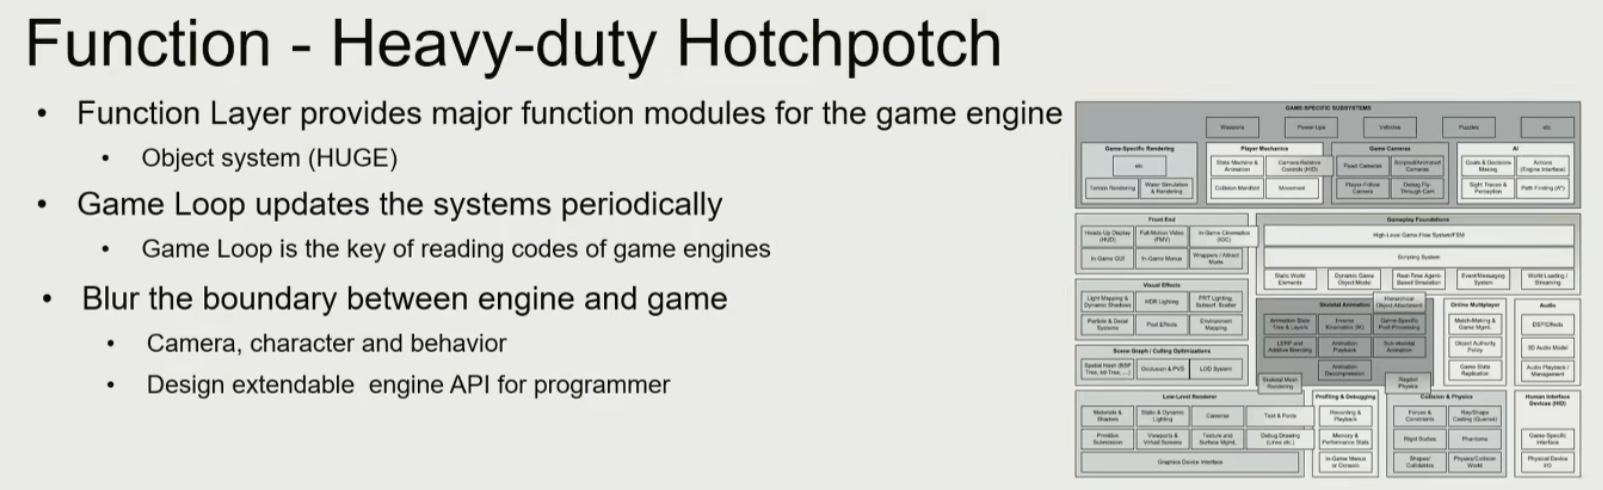 Function - Heavy-duty Hotchpotch
• Function Layer provides major function modules for the game engine
• Object system (HUGE)
• Game Loop updates the systems periodically
• Game Loop is the key of reading codes of game engines
• Blur the boundary between engine and game
• Camera, character and behavior
• Design extendable engine API for programmer
GAME-SPECIFIC SUBSYSTEMS
Weapons
Power-Ups
Vehicles
Puzzles
etc.
Game-Specific Rendering
etc.
Terrain Rendering
Water Simulation
& Rendering
Player Mechanics
State Machine &
Animation
Camera-Relative
Controls (HID)
Collision Manifold
Movement
Game Cameras
Fixed Cameras
Scripted/Animated
Cameras
Player-Follow
Camera
Debug Fly-
Through Cam
AI
Goals & Decision-
Making
Actions
(Engine Interface)
Sight Traces &
Perception
Path Finding (A*)
Front End
Heads-Up Display
(HUD)
Full-Motion Video
(FMV)
In-Game Cinematics
(IGC)
In-Game GUI
In-Game Menus
Wrappers / Attract
Mode
Gameplay Foundations
High-Level Game Flow System/FSM
Scripting System
Static World
Elements
Dynamic Game
Object Model
Real-Time Agent-
Based Simulation
Event/Messaging
System
World Loading /
Streaming
Visual Effects
Light Mapping &
Dynamic Shadows
HDR Lighting
PRT Lighting,
Subsurf. Scatter
Particle & Decal
Systems
Post Effects
Environment
Mapping
Skeletal Animation
Hierarchical
Object Attachment
Animation State
Tree & Layers
Inverse
Kinematics (IK)
Game-Specific
Post-Processing
LERP and
Additive Blending
Animation
Playback
Sub-skeletal
Animation
Animation
Decompression
Skeletal Mesh
Rendering
Ragdoll
Physics
Online Multiplayer
Match-Making &
Game Mgmt.
Object Authority
Policy
Game State
Replication
Audio
DSP/Effects
3D Audio Model
Audio Playback /
Management
Scene Graph / Culling Optimizations
Spatial Hash (BSP
Tree, kd-Tree, ...)
Occlusion & PVS
LOD System
Low-Level Renderer
Materials &
Shaders
Static & Dynamic
Lighting
Cameras
Text & Fonts
Primitive
Submission
Viewports &
Virtual Screens
Texture and
Surface Mgmt.
Debug Drawing
(Lines etc.)
Graphics Device Interface
Profiling & Debugging
Recording &
Playback
Memory &
Performance Stats
In-Game Menus
or Console
Collision & Physics
Forces &
Constraints
Ray/Shape
Casting (Queries)
Rigid Bodies
Phantoms
Shapes/
Collidables
Physics/Collision
World
Human Interface
Devices (HID)
Game-Specific
Interface
Physical Device
I/O